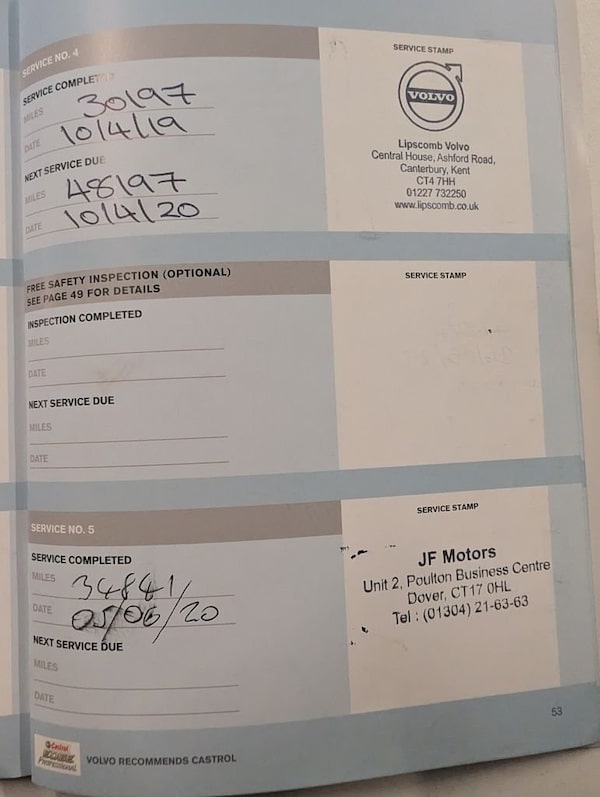 SERVICE NO. 4
SERVICE COMPLETED
MILES 30197
DATE 10/4/19
NEXT SERVICE DUE
MILES 48197
DATE 10/4/20
SERVICE STAMP
VOLVO
Lipscomb Volvo
Central House, Ashford Road,
Canterbury, Kent
CT4 7HH
01227 732250
www.lipscomb.co.uk
FREE SAFETY INSPECTION (OPTIONAL)
SEE PAGE 49 FOR DETAILS
INSPECTION COMPLETED
MILES
DATE
NEXT SERVICE DUE
MILES
DATE
SERVICE STAMP
SERVICE NO. 5
SERVICE COMPLETED
MILES 34841
DATE 05/06/20
NEXT SERVICE DUE
MILES
DATE
SERVICE STAMP
JF Motors
Unit 2, Poulton Business Centre
Dover, CT17 0HL
Tel : (01304) 21-63-63
Castrol
EDGE
PROFESSIONAL
VOLVO RECOMMENDS CASTROL
53